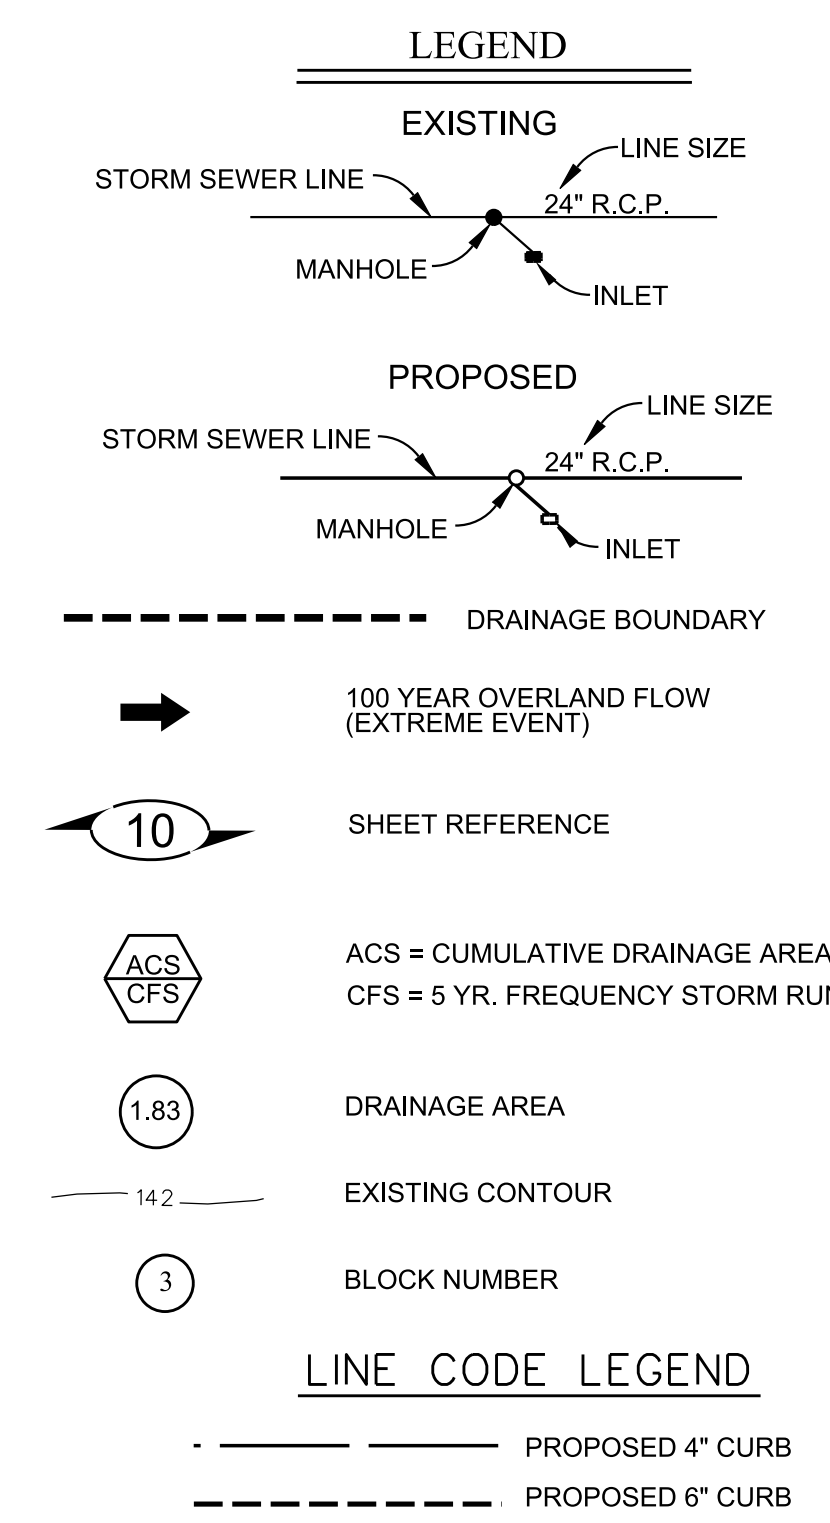 LEGEND
EXISTING
LINE SIZE
STORM SEWER LINE
24" R.C.P.
MANHOLE
INLET
PROPOSED
LINE SIZE
STORM SEWER LINE
24" R.C.P.
MANHOLE
INLET
DRAINAGE BOUNDARY
100 YEAR OVERLAND FLOW
(EXTREME EVENT)
10 SHEET REFERENCE
ACS ACS = CUMULATIVE DRAINAGE AREA
CFS CFS = 5 YR. FREQUENCY STORM
1.83 DRAINAGE AREA
142 EXISTING CONTOUR
3 BLOCK NUMBER
LINE CODE LEGEND
PROPOSED 4" CURB
PROPOSED 6" CURB